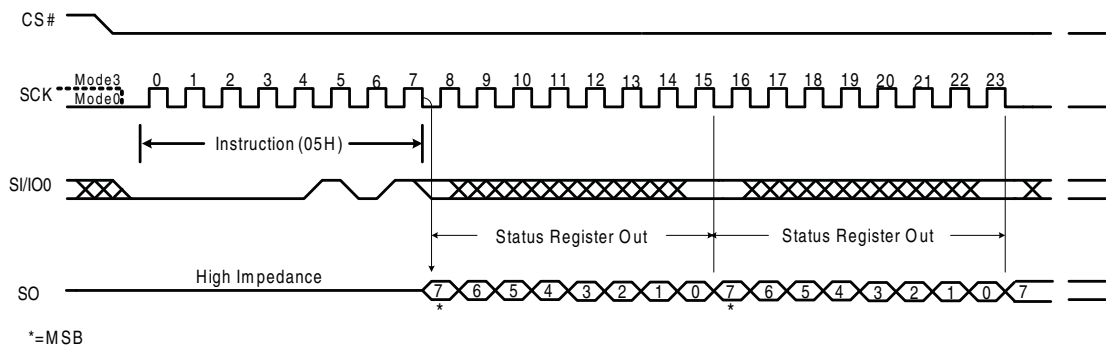 CS#
Mode3
SCK
Mode0
0 1 2 3 4 5 6 7 8 9 10 11 12 13 14 15 16 17 18 19 20 21 22 23
Instruction (05H)
SI/IO0
Status Register Out
Status Register Out
High Impedance
SO
7 6 5 4 3 2 1 0 7 6 5 4 3 2 1 0 7
* *
*=MSB